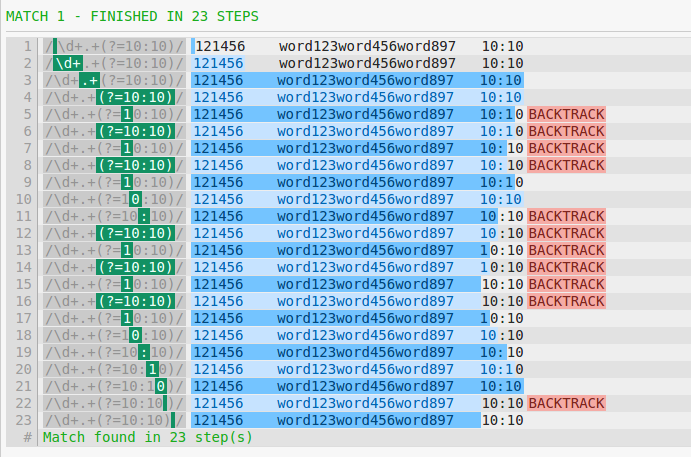 MATCH 1 - FINISHED IN 23 STEPS
1 /\d+.+(?=10:10)/ 121456    word123word456word897   10:10
2 /\d+.+(?=10:10)/ 121456    word123word456word897   10:10
3 /\d+.+(?=10:10)/ 121456    word123word456word897   10:10
4 /\d+.+(?=10:10)/ 121456    word123word456word897   10:10
5 /\d+.+(?=10:10)/ 121456    word123word456word897   10:10 BACKTRACK
6 /\d+.+(?=10:10)/ 121456    word123word456word897   10:10 BACKTRACK
7 /\d+.+(?=10:10)/ 121456    word123word456word897   10:10 BACKTRACK
8 /\d+.+(?=10:10)/ 121456    word123word456word897   10:10 BACKTRACK
9 /\d+.+(?=10:10)/ 121456    word123word456word897   10:10
10 /\d+.+(?=10:10)/ 121456    word123word456word897   10:10
11 /\d+.+(?=10:10)/ 121456    word123word456word897   10:10 BACKTRACK
12 /\d+.+(?=10:10)/ 121456    word123word456word897   10:10 BACKTRACK
13 /\d+.+(?=10:10)/ 121456    word123word456word897   10:10 BACKTRACK
14 /\d+.+(?=10:10)/ 121456    word123word456word897   10:10 BACKTRACK
15 /\d+.+(?=10:10)/ 121456    word123word456word897   10:10 BACKTRACK
16 /\d+.+(?=10:10)/ 121456    word123word456word897   10:10 BACKTRACK
17 /\d+.+(?=10:10)/ 121456    word123word456word897   10:10
18 /\d+.+(?=10:10)/ 121456    word123word456word897   10:10
19 /\d+.+(?=10:10)/ 121456    word123word456word897   10:10
20 /\d+.+(?=10:10)/ 121456    word123word456word897   10:10
21 /\d+.+(?=10:10)/ 121456    word123word456word897   10:10
22 /\d+.+(?=10:10)/ 121456    word123word456word897   10:10 BACKTRACK
23 /\d+.+(?=10:10)/ 121456    word123word456word897   10:10
# Match found in 23 step(s)